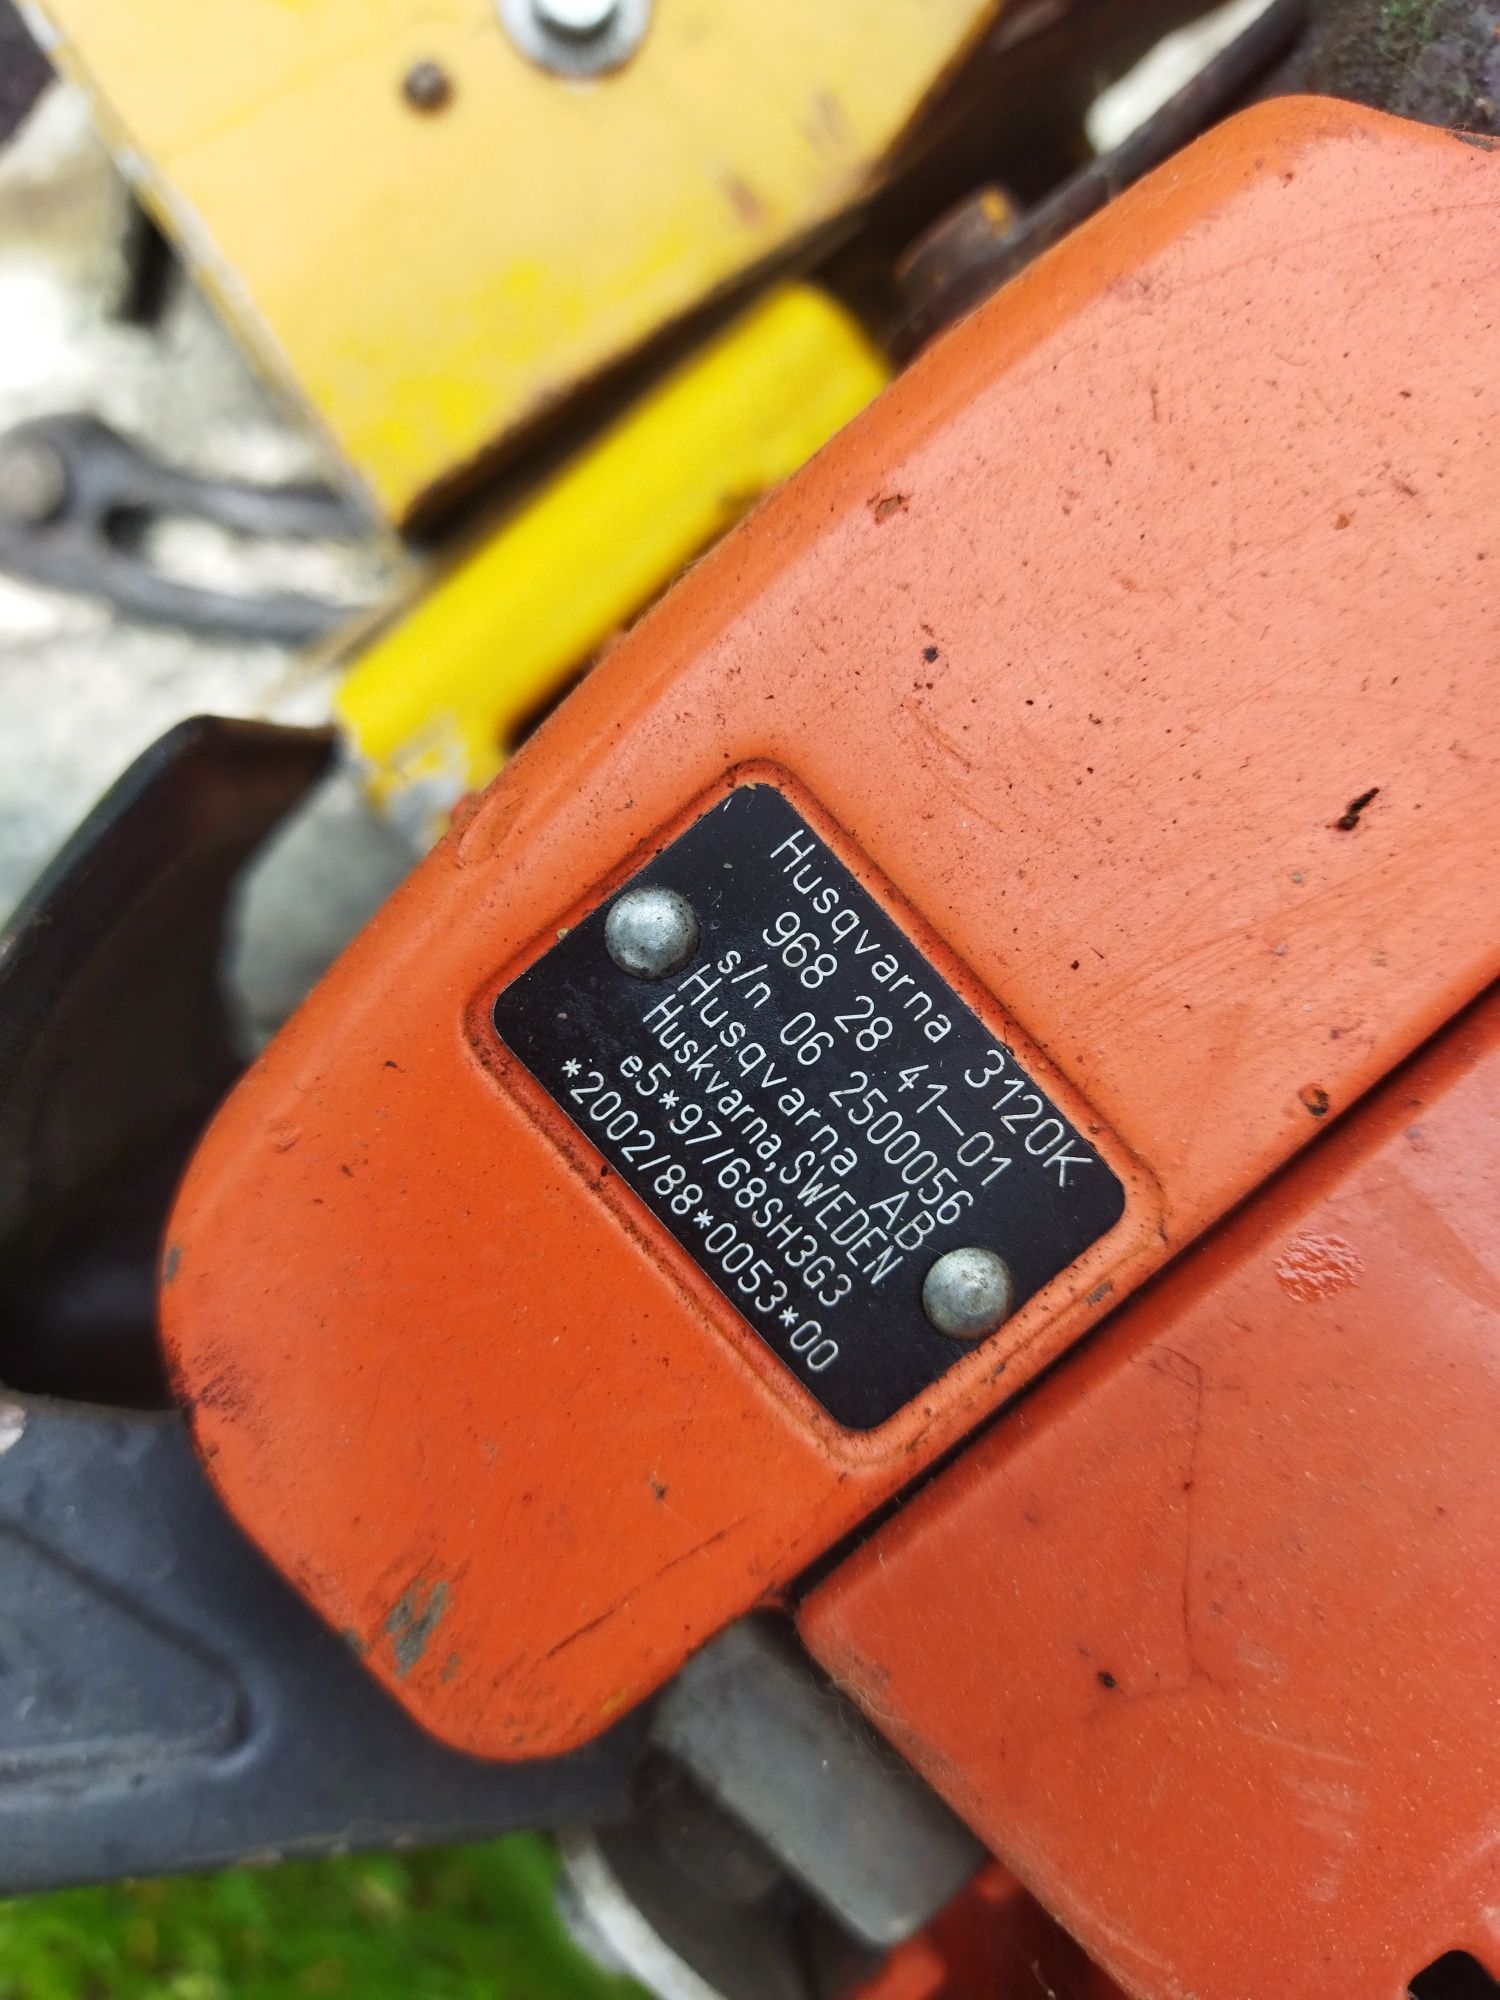 Husqvarna 3120K
968 28 41-01
s/n 06 2500056
Husqvarna AB
Huskvarna,SWEDEN
e5*97/68SH3G3
*2002/88*0053*00